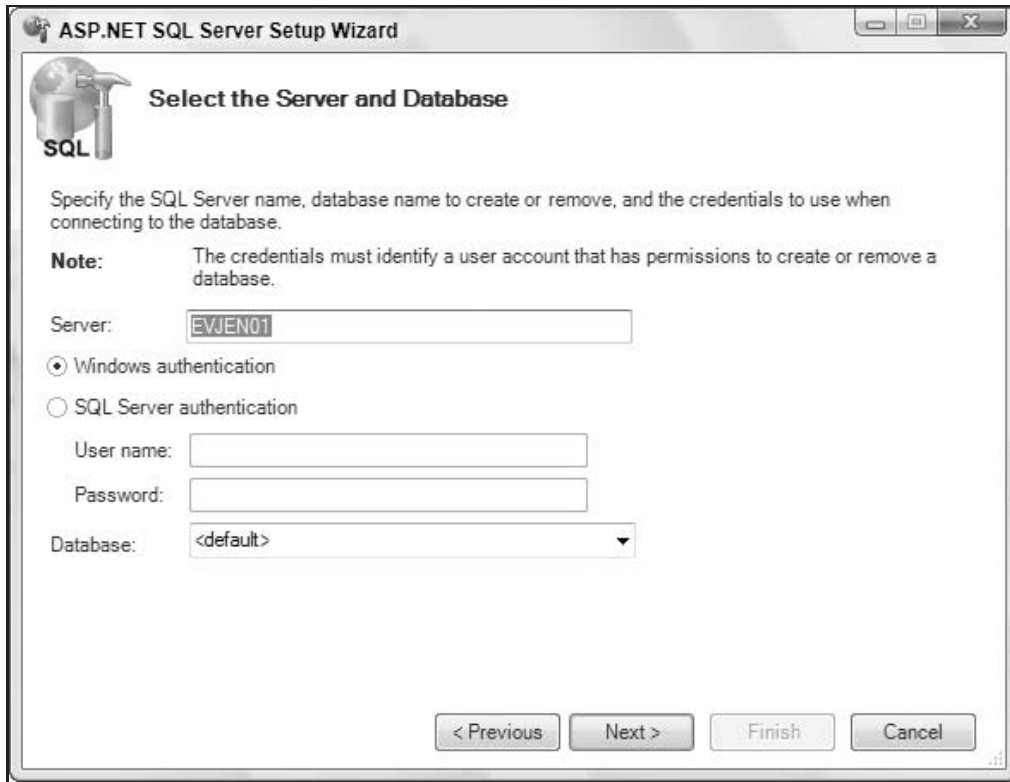 ASP.NET SQL Server Setup Wizard
Select the Server and Database
SQL
Specify the SQL Server name, database name to create or remove, and the credentials to use when
connecting to the database.
Note: The credentials must identify a user account that has permissions to create or remove a
database.
Server: EVJEN01
Windows authentication
SQL Server authentication
User name:
Password:
Database: <default>
< Previous Next > Finish Cancel